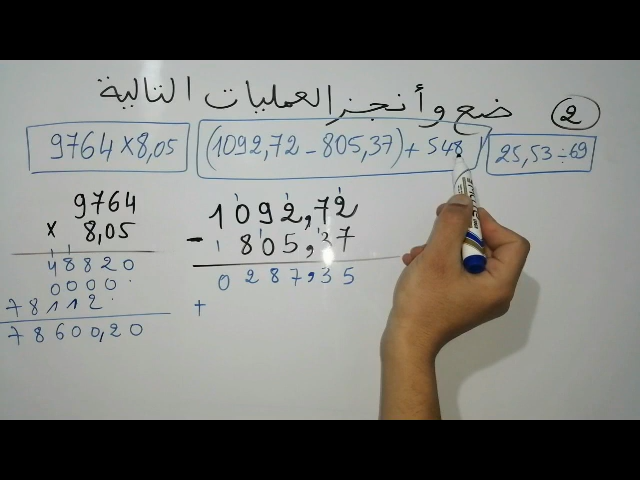 2 ضع وأنجز العمليات التالية
9764 × 8,05
(1092,72 - 805,37) + 548
25,53 ÷ 69
9764
× 8,05
48820
0000.
78112.
78600,20
1092,72
- 805,37
0287,35
+